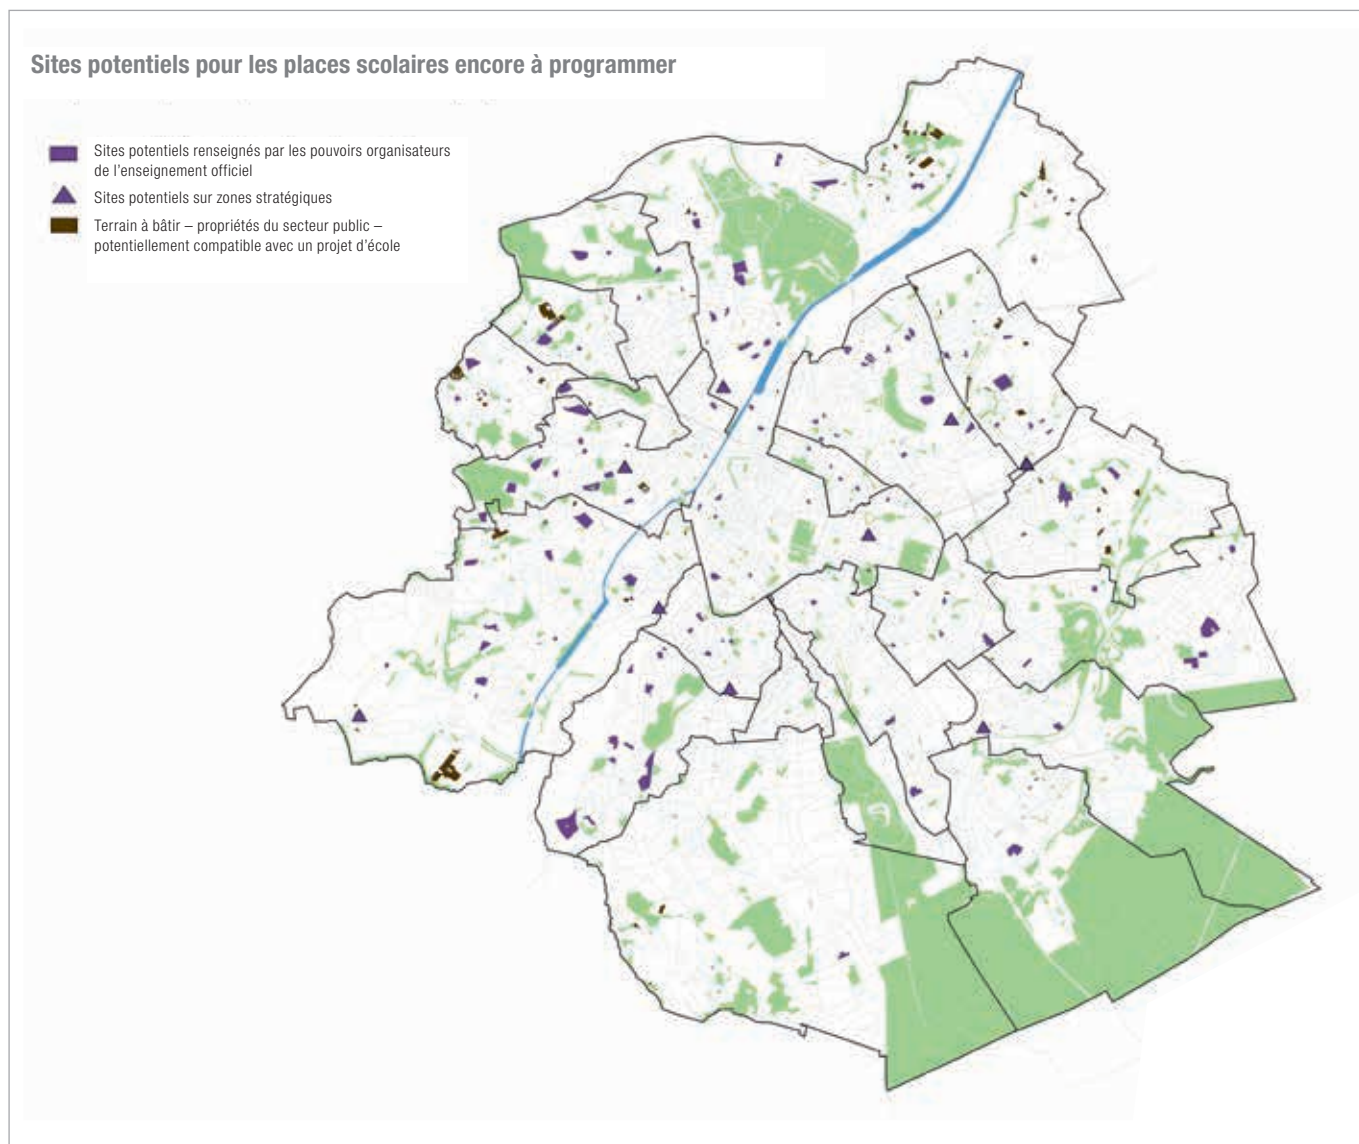 Sites potentiels pour les places scolaires encore à programmer
Sites potentiels renseignés par les pouvoirs organisateurs
de l’enseignement officiel
Sites potentiels sur zones stratégiques
Terrain à bâtir – propriétés du secteur public –
potentiellement compatible avec un projet d’école